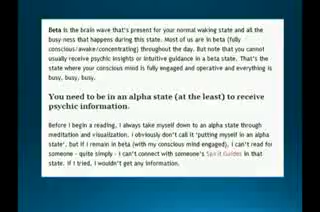 Beta is the brain wave that's present for your normal waking state and all
the busy-ness that happens during this state. Most of us are in beta (fully
conscious/awake/concentrating) throughout the day. But note that you cannot
usually receive psychic insights or intuitive guidance in a beta state. That's the
state where your conscious mind is fully engaged and operative and everything is
busy, busy, busy.
You need to be in an alpha state (at the least) to receive
psychic information.
Before I begin a reading, I always take myself down to an alpha state through
meditation and visualization. I obviously don't call it 'putting myself in an alpha
state', but if I remain in beta (with my conscious mind engaged), I can't read for
someone - quite simply - I can't connect with someone's Spirit Guides in that
state. If I tried, I wouldn't get any information.